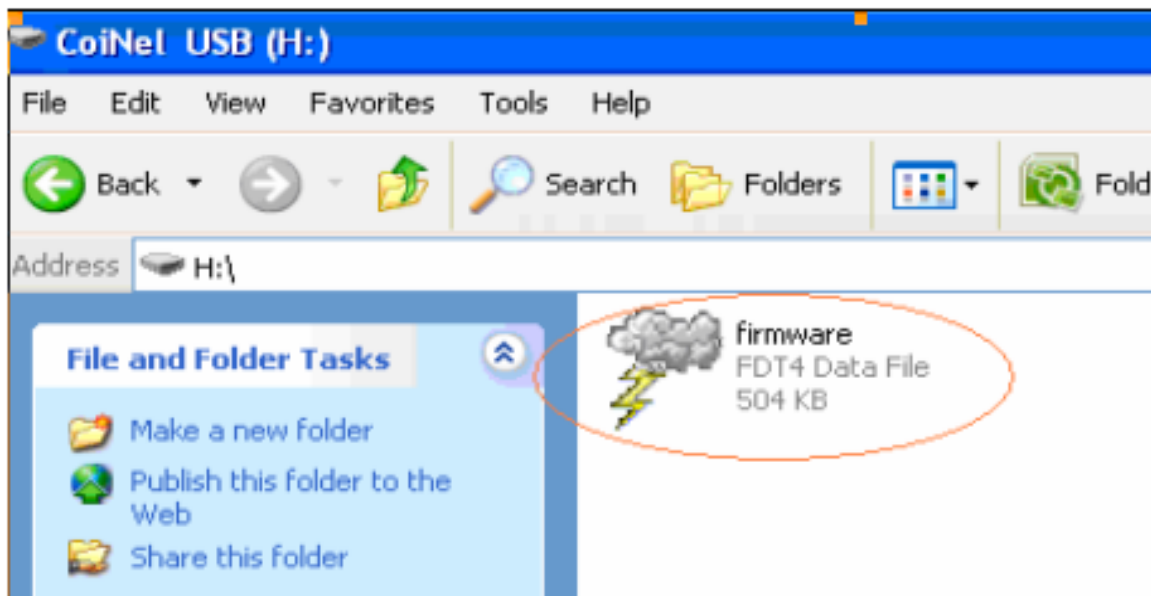 CoiNel USB (H:)
File Edit View Favorites Tools Help
Back Search Folders Fold
Address H:\
File and Folder Tasks
Make a new folder
Publish this folder to the
Web
Share this folder
firmware
FDT4 Data File
504 KB